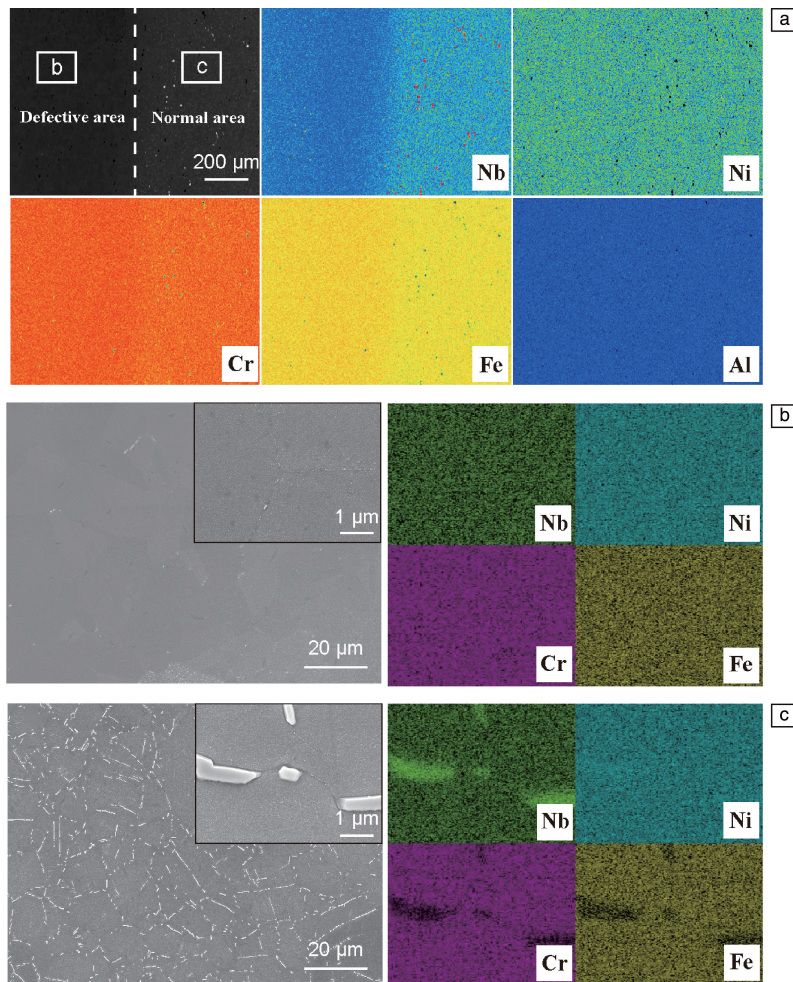 a
b
c
Defective area
Normal area
200 μm
Nb
Ni
Cr
Fe
Al
b
1 μm
20 μm
Nb
Ni
Cr
Fe
c
1 μm
20 μm
Nb
Ni
Cr
Fe